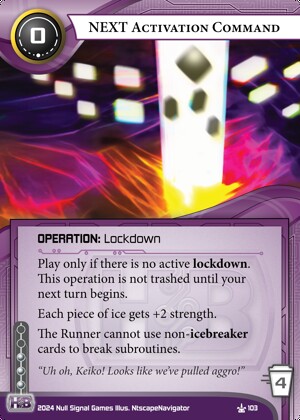 0
NEXT Activation Command
OPERATION: Lockdown
Play only if there is no active lockdown.
This operation is not trashed until your
next turn begins.
Each piece of ice gets +2 strength.
The Runner cannot use non-icebreaker
cards to break subroutines.
“Uh oh, Keiko! Looks like we’ve pulled aggro!”
4
H·B
2024 Null Signal Games Illus. NtscapeNavigator
103